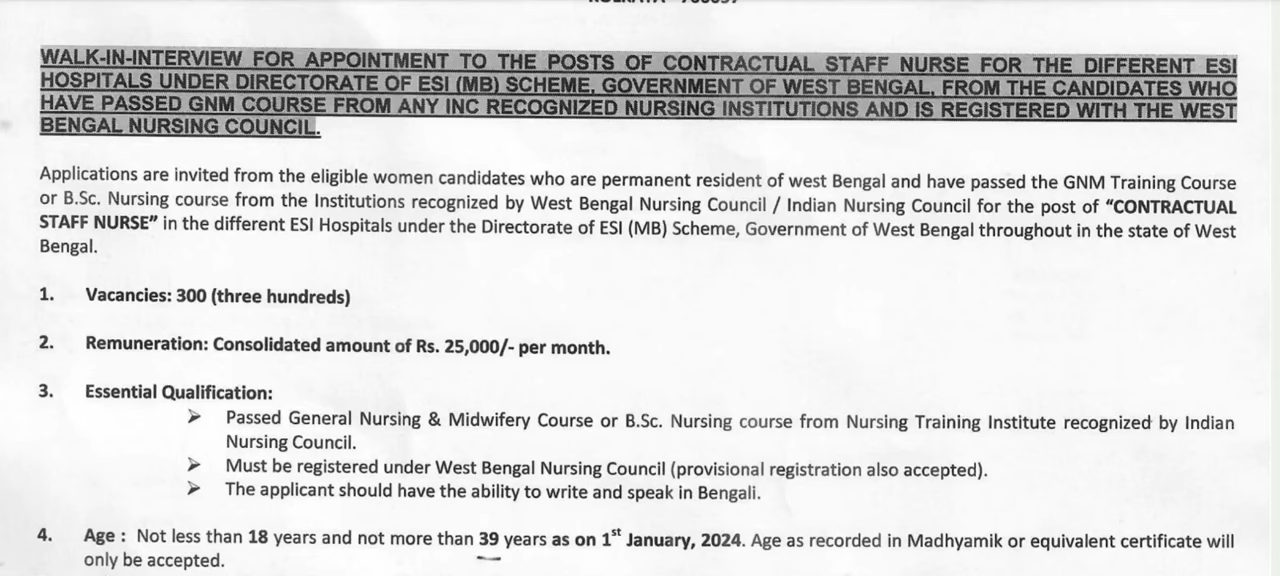 WALK-IN-INTERVIEW FOR APPOINTMENT TO THE POSTS OF CONTRACTUAL STAFF NURSE FOR THE DIFFERENT ESI
HOSPITALS UNDER DIRECTORATE OF ESI (MB) SCHEME, GOVERNMENT OF WEST BENGAL, FROM THE CANDIDATES WHO
HAVE PASSED GNM COURSE FROM ANY INC RECOGNIZED NURSING INSTITUTIONS AND IS REGISTERED WITH THE WEST
BENGAL NURSING COUNCIL.
Applications are invited from the eligible women candidates who are permanent resident of west Bengal and have passed the GNM Training Course
or B.Sc. Nursing course from the Institutions recognized by West Bengal Nursing Council / Indian Nursing Council for the post of “CONTRACTUAL
STAFF NURSE” in the different ESI Hospitals under the Directorate of ESI (MB) Scheme, Government of West Bengal throughout in the state of West
Bengal.
1. Vacancies: 300 (three hundreds)
2. Remuneration: Consolidated amount of Rs. 25,000/- per month.
3. Essential Qualification:
➢ Passed General Nursing & Midwifery Course or B.Sc. Nursing course from Nursing Training Institute recognized by Indian
Nursing Council.
➢ Must be registered under West Bengal Nursing Council (provisional registration also accepted).
➢ The applicant should have the ability to write and speak in Bengali.
4. Age : Not less than 18 years and not more than 39 years as on 1st January, 2024. Age as recorded in Madhyamik or equivalent certificate will
only be accepted.